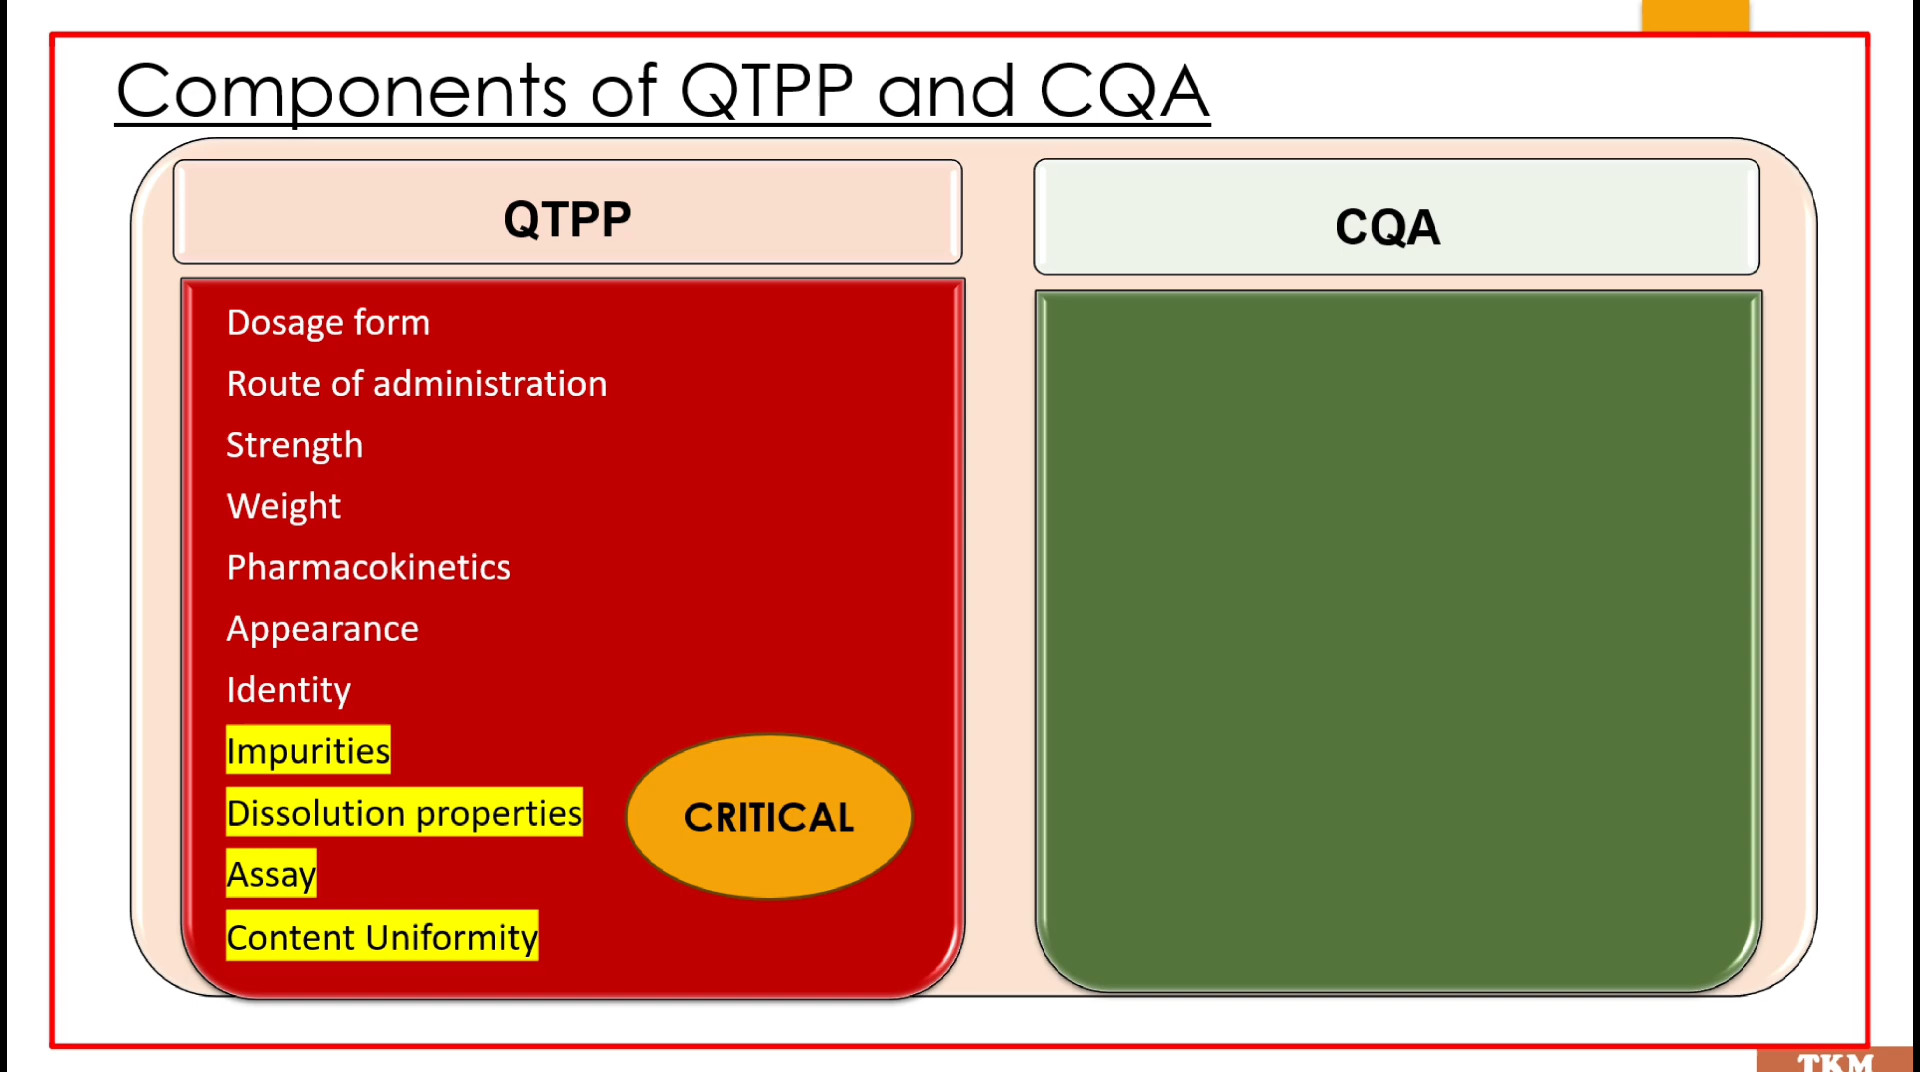 Components of QTPP and CQA
QTPP
Dosage form
Route of administration
Strength
Weight
Pharmacokinetics
Appearance
Identity
Impurities
Dissolution properties
Assay
Content Uniformity
CRITICAL
CQA
TKM